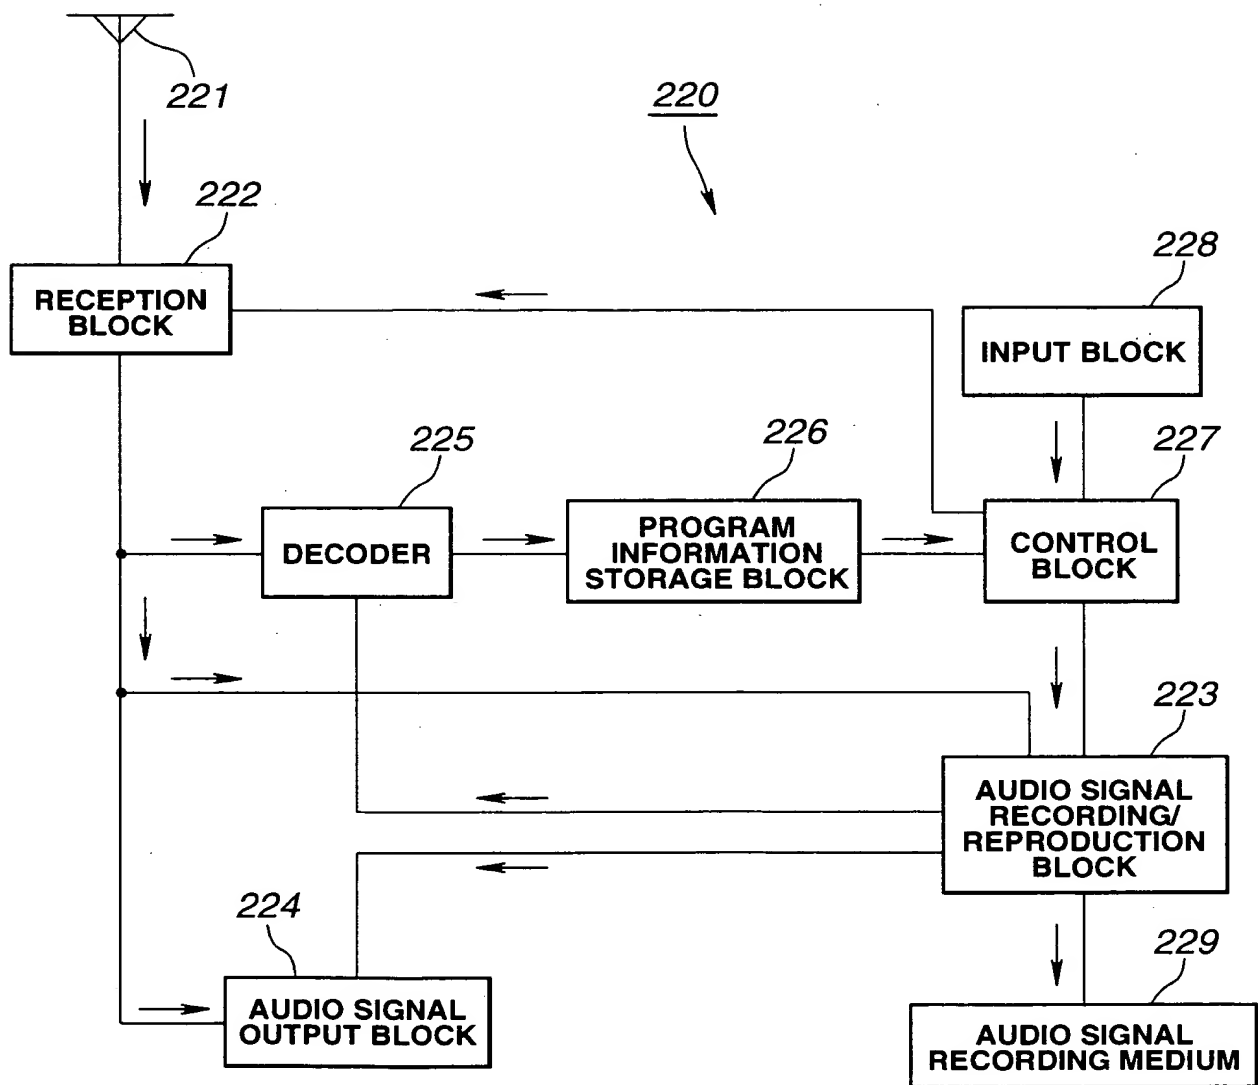 221
220
222
RECEPTION
BLOCK
228
INPUT BLOCK
225
DECODER
226
PROGRAM
INFORMATION
STORAGE BLOCK
227
CONTROL
BLOCK
223
AUDIO SIGNAL
RECORDING/
REPRODUCTION
BLOCK
224
AUDIO SIGNAL
OUTPUT BLOCK
229
AUDIO SIGNAL
RECORDING MEDIUM